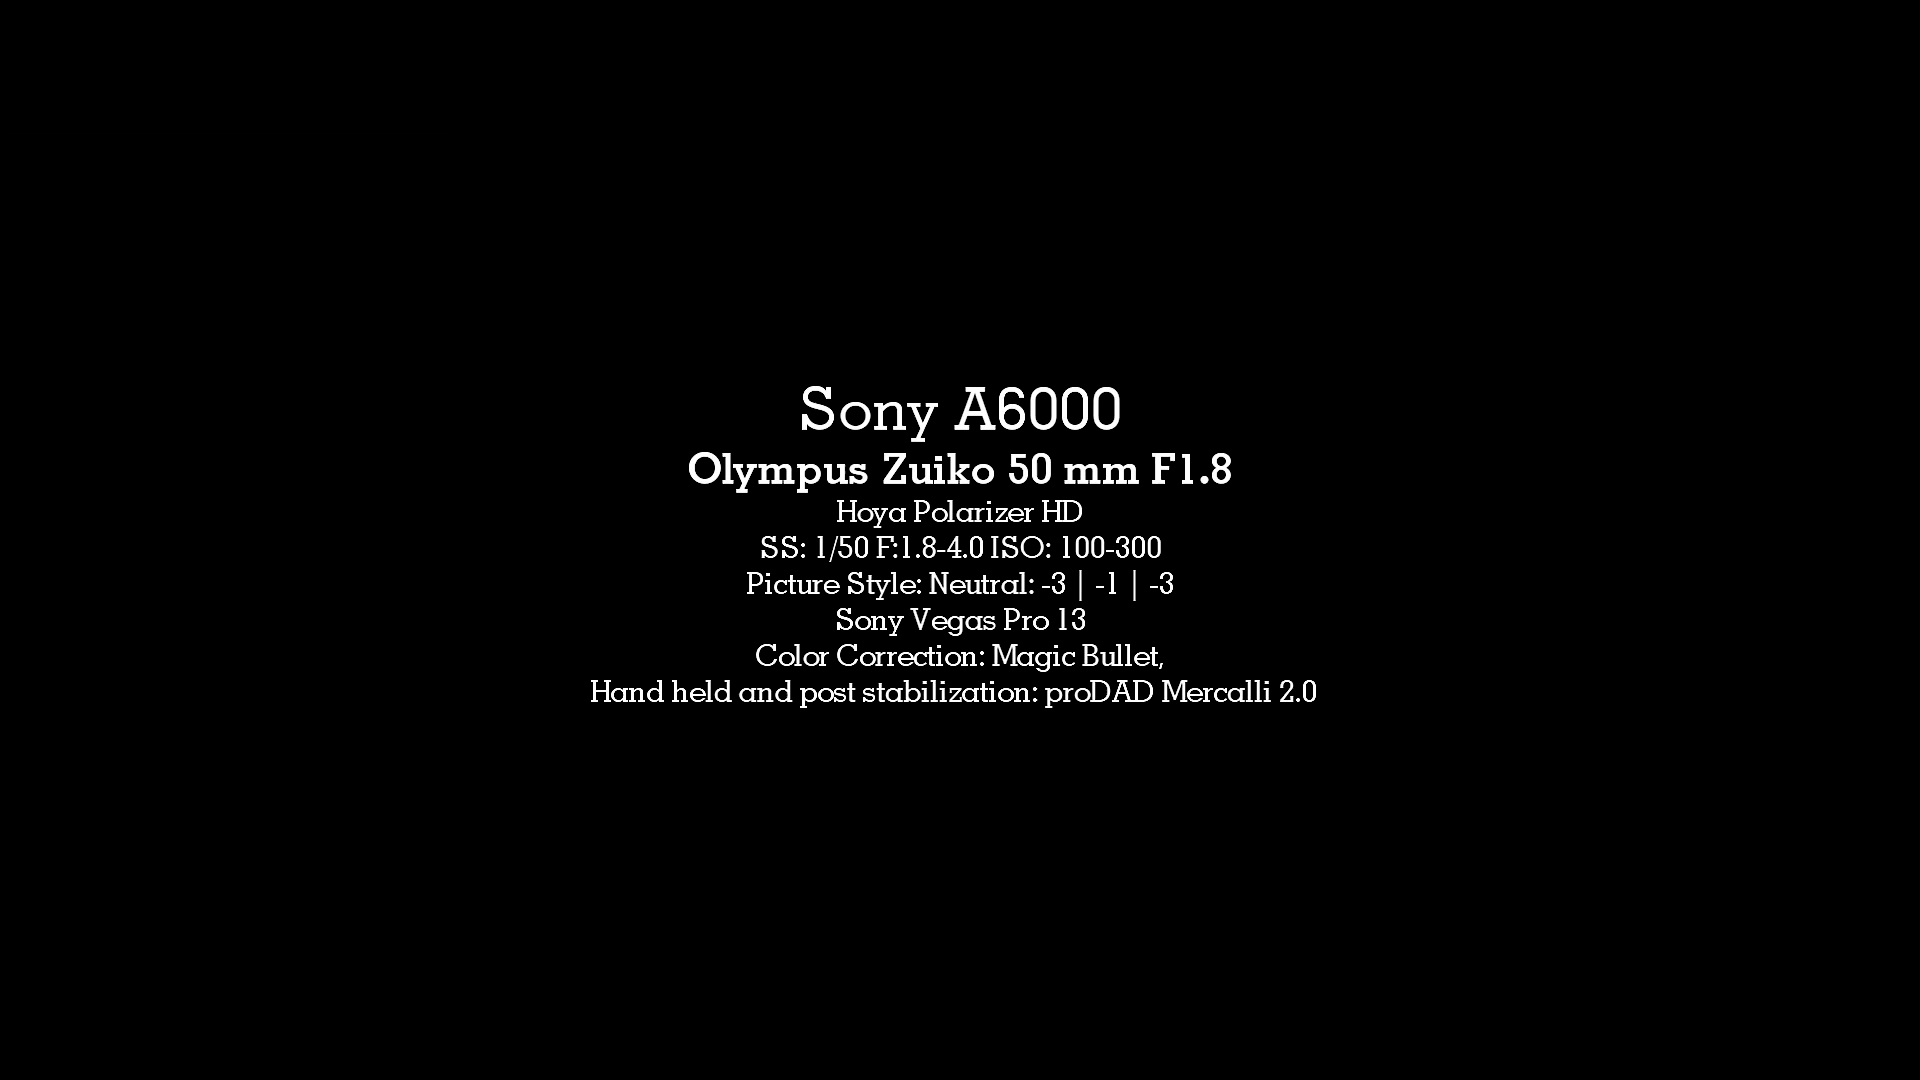 Sony A6000
Olympus Zuiko 50 mm F1.8
Hoya Polarizer HD
SS: 1/50 F:1.8-4.0 ISO: 100-300
Picture Style: Neutral: -3 | -1 | -3
Sony Vegas Pro 13
Color Correction: Magic Bullet,
Hand held and post stabilization: proDAD Mercalli 2.0